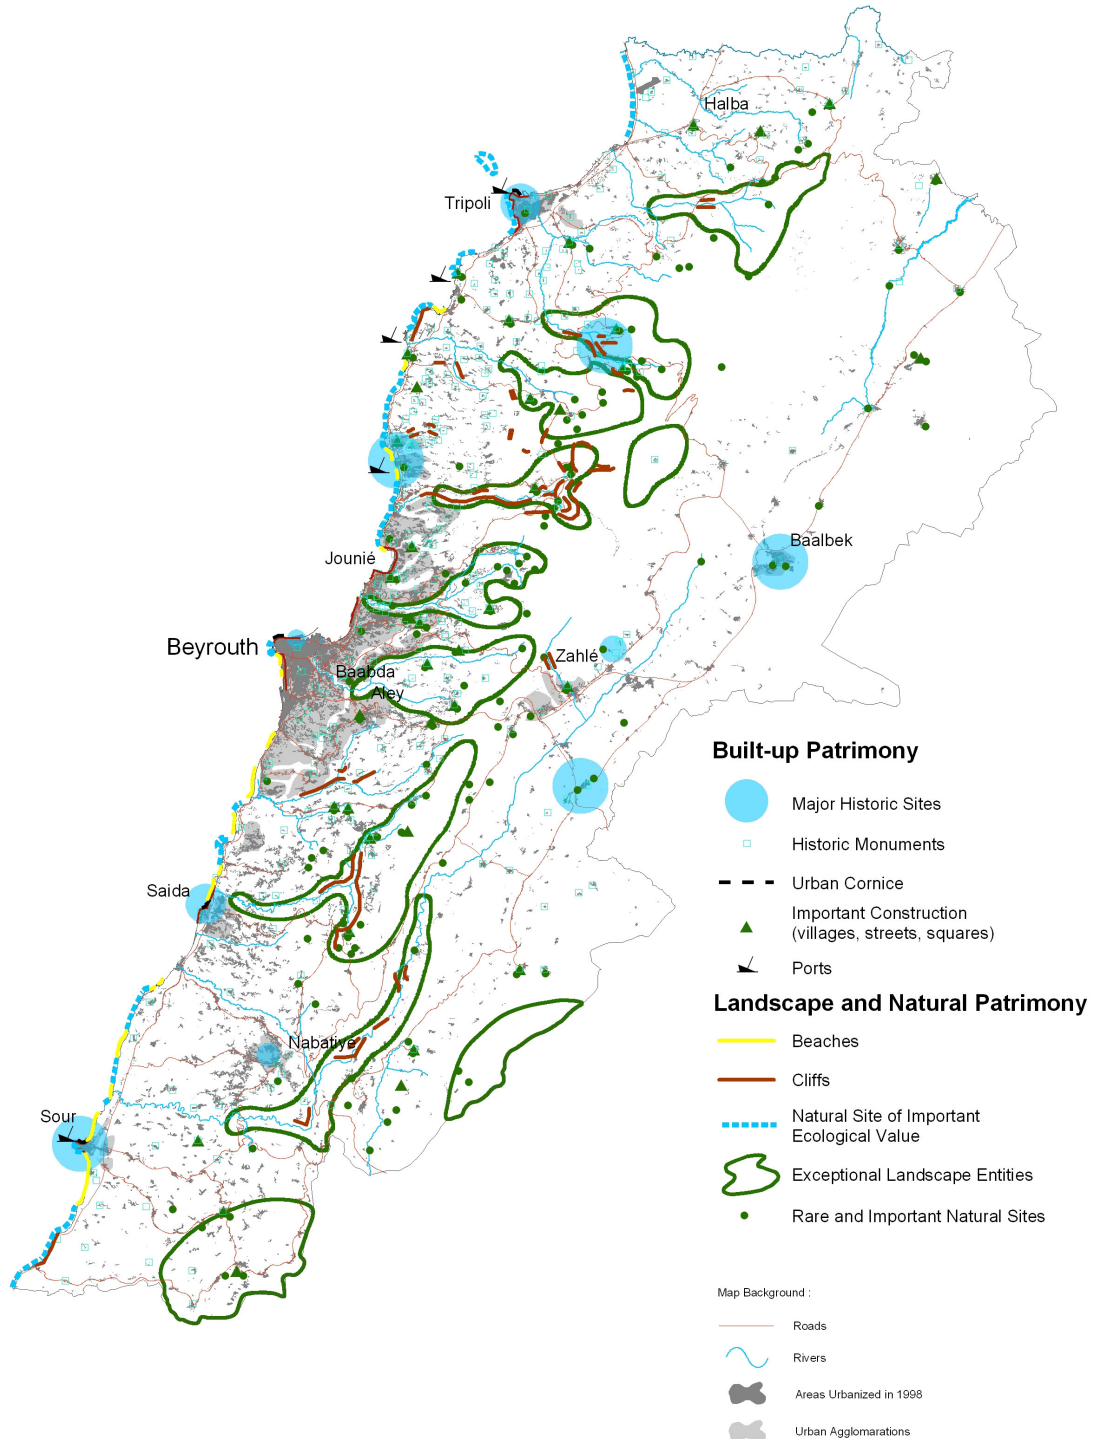 Halba
Tripoli
Baalbek
Jounié
Beyrouth
Zahlé
Baabda
Aley
Saida
Nabatiye
Sour
Built-up Patrimony
Major Historic Sites
Historic Monuments
Urban Cornice
Important Construction
(villages, streets, squares)
Ports
Landscape and Natural Patrimony
Beaches
Cliffs
Natural Site of Important
Ecological Value
Exceptional Landscape Entities
Rare and Important Natural Sites
Map Background :
Roads
Rivers
Areas Urbanized in 1998
Urban Agglomarations